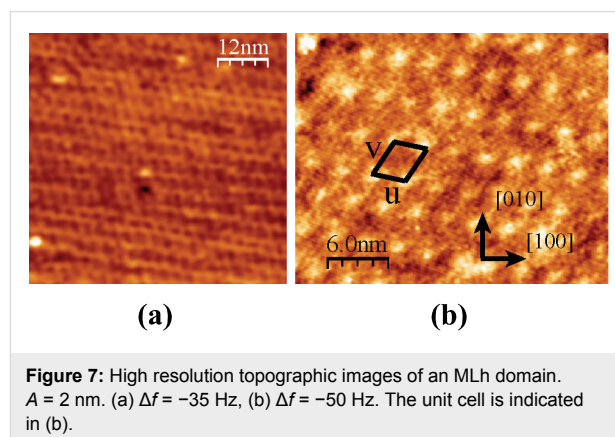 12nm
v
u
[010]
[100]
6.0nm
(a)
(b)
Figure 7: High resolution topographic images of an MLh domain.
A = 2 nm. (a) Δf = −35 Hz, (b) Δf = −50 Hz. The unit cell is indicated
in (b).